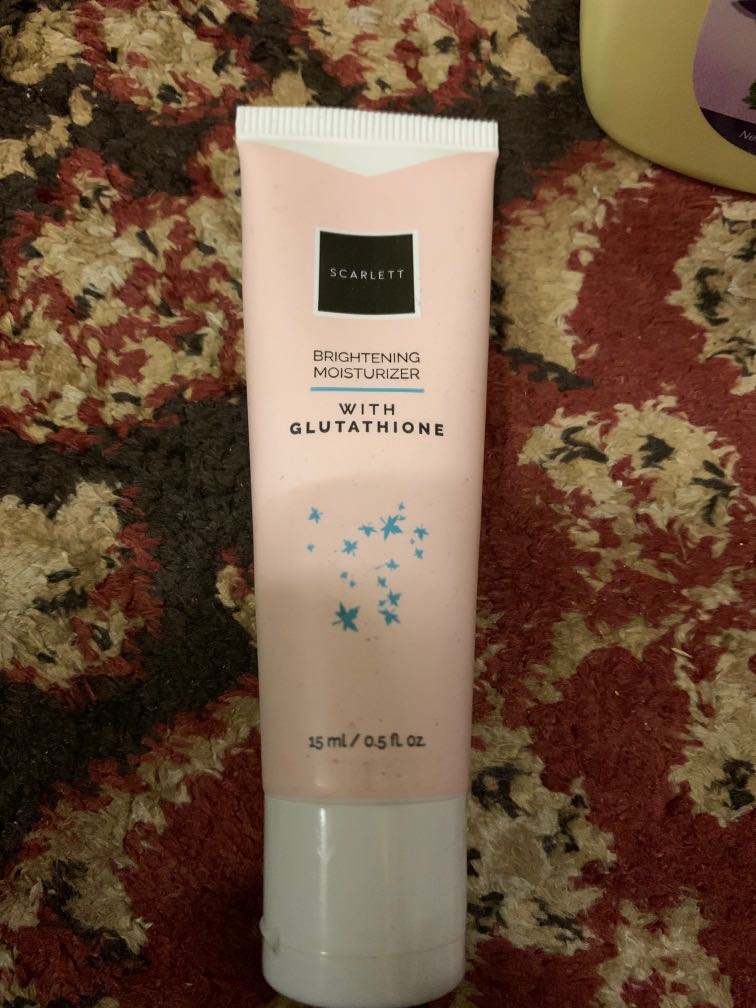 SCARLETT
BRIGHTENING
MOISTURIZER
WITH
GLUTATHIONE
15 ml / 0.5 fl. oz.